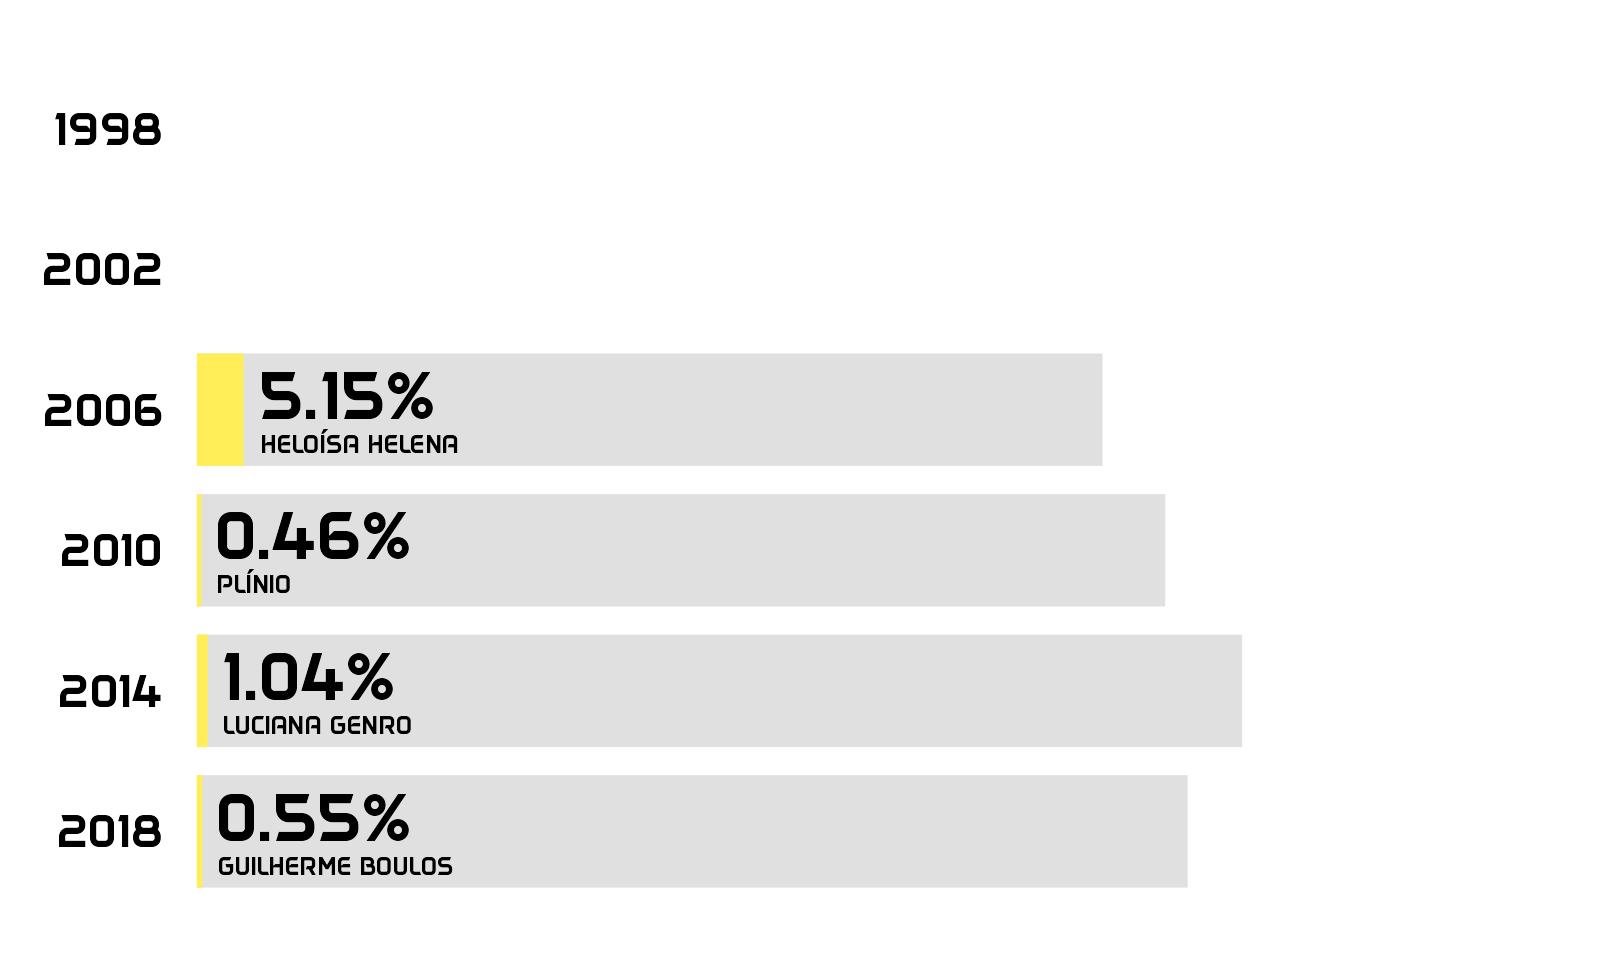 1998
2002
2006
5.15%
HELOÍSA HELENA
2010
0.46%
PLÍNIO
2014
1.04%
LUCIANA GENRO
2018
0.55%
GUILHERME BOULOS